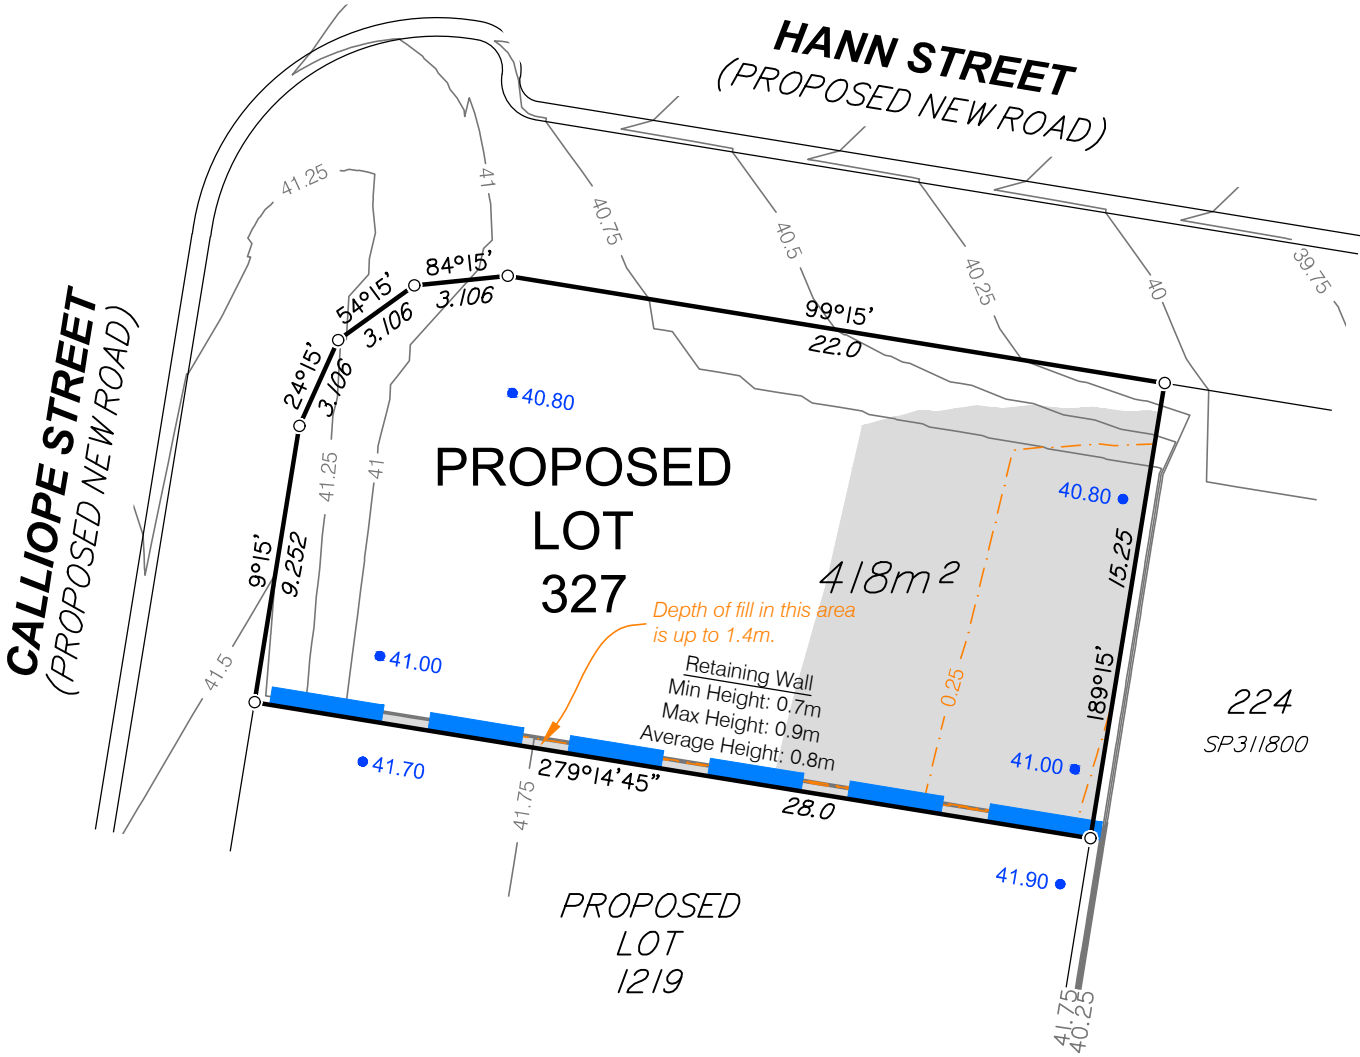 HANN STREET
(PROPOSED NEW ROAD)
41.25
41
40.75
40.5
40.25
40
39.75
84°15'
3.106
54°15'
3.106
99°15'
22.0
24°15'
3.106
CALLIOPE STREET
(PROPOSED NEW ROAD)
40.80
PROPOSED
LOT
327
41.25
41
40.80
418m²
15.25
9°15'
9.252
Depth of fill in this area
is up to 1.4m.
41.00
Retaining Wall
Min Height: 0.7m
Max Height: 0.9m
Average Height: 0.8m
0.25
189°15'
41.5
224
SP311800
41.00
41.70
279°14'45"
28.0
41.75
41.90
PROPOSED
LOT
1219
41.75
40.25